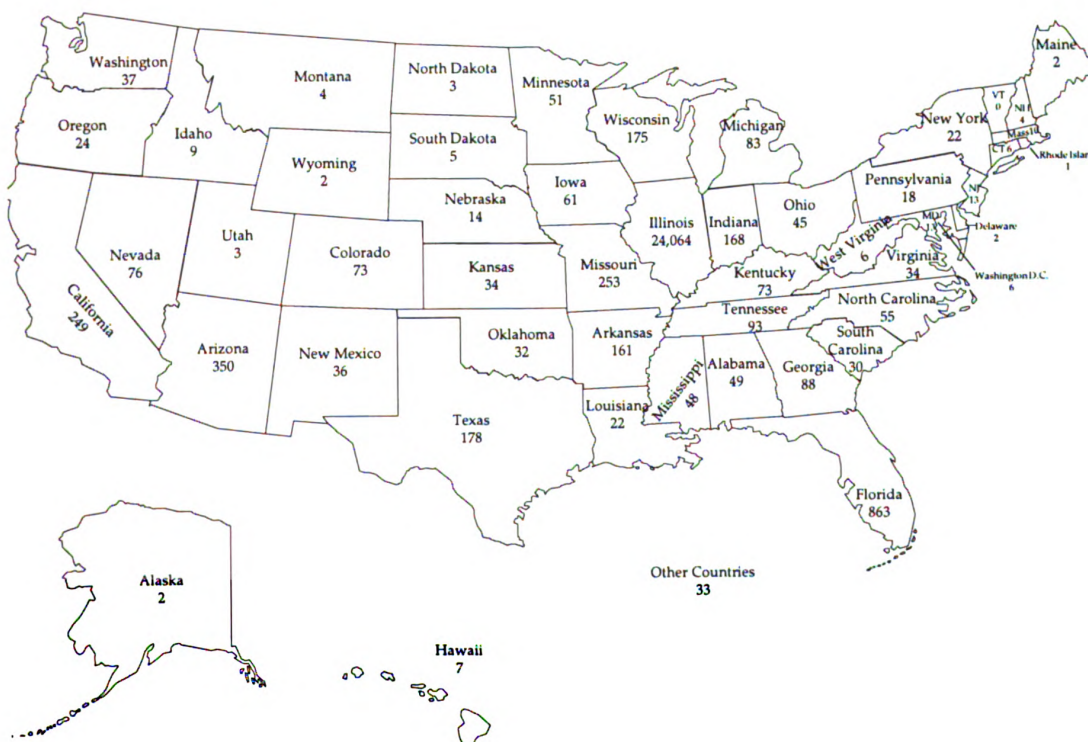 Washington
37
Oregon
24
Idaho
9
Montana
4
North Dakota
3
South Dakota
5
Wyoming
2
Nebraska
14
Minnesota
51
Wisconsin
175
Michigan
83
Iowa
61
Illinois
24,064
Indiana
168
Ohio
45
Pennsylvania
18
New York
22
VT
0
NH
4
Maine
2
Mass10
CT 6
Rhode Island
1
NJ
13
Delaware
2
MD
13
Washington D.C.
6
West Virginia
6
Virginia
34
Kentucky
73
Tennessee
93
North Carolina
55
South
Carolina
30
Georgia
88
Alabama
49
Mississippi
48
Louisiana
22
Arkansas
161
Missouri
253
Kansas
34
Oklahoma
32
Texas
178
New Mexico
36
Colorado
73
Utah
3
Arizona
350
Nevada
76
California
249
Florida
863
Other Countries
33
Alaska
2
Hawaii
7